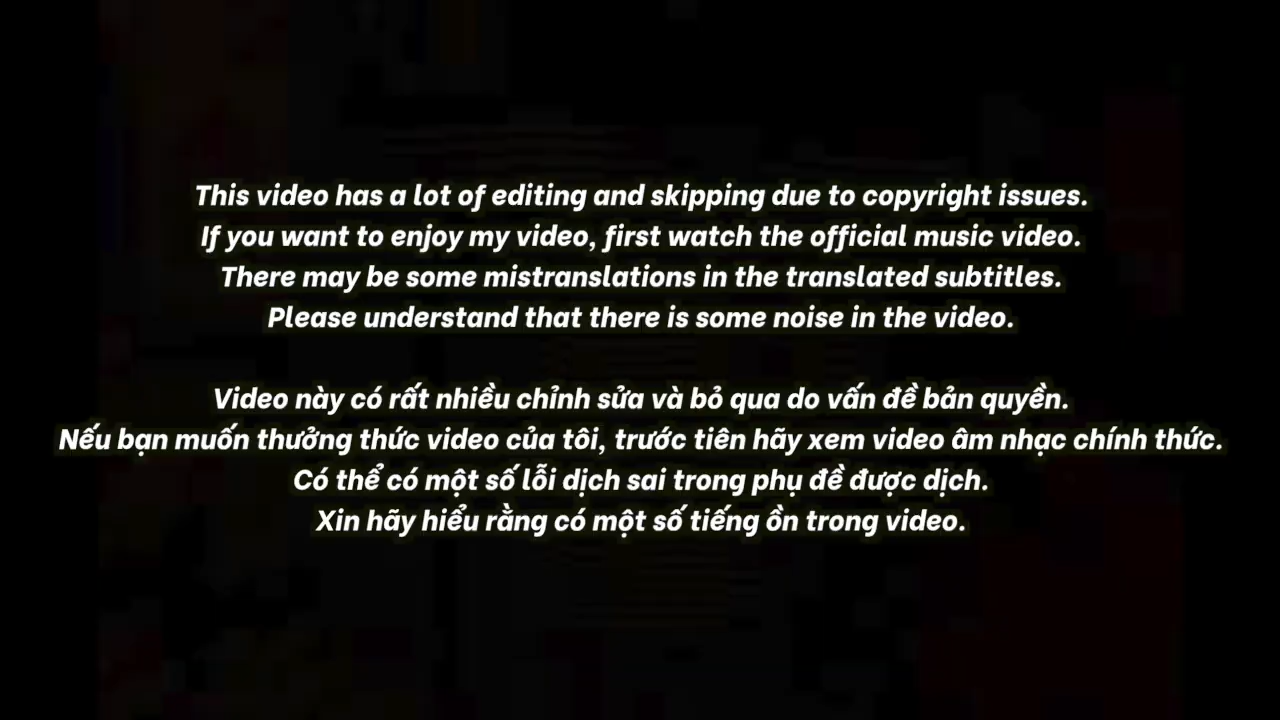 This video has a lot of editing and skipping due to copyright issues.
If you want to enjoy my video, first watch the official music video.
There may be some mistranslations in the translated subtitles.
Please understand that there is some noise in the video.
Video này có rất nhiều chỉnh sửa và bỏ qua do vấn đề bản quyền.
Nếu bạn muốn thưởng thức video của tôi, trước tiên hãy xem video âm nhạc chính thức.
Có thể có một số lỗi dịch sai trong phụ đề được dịch.
Xin hãy hiểu rằng có một số tiếng ồn trong video.